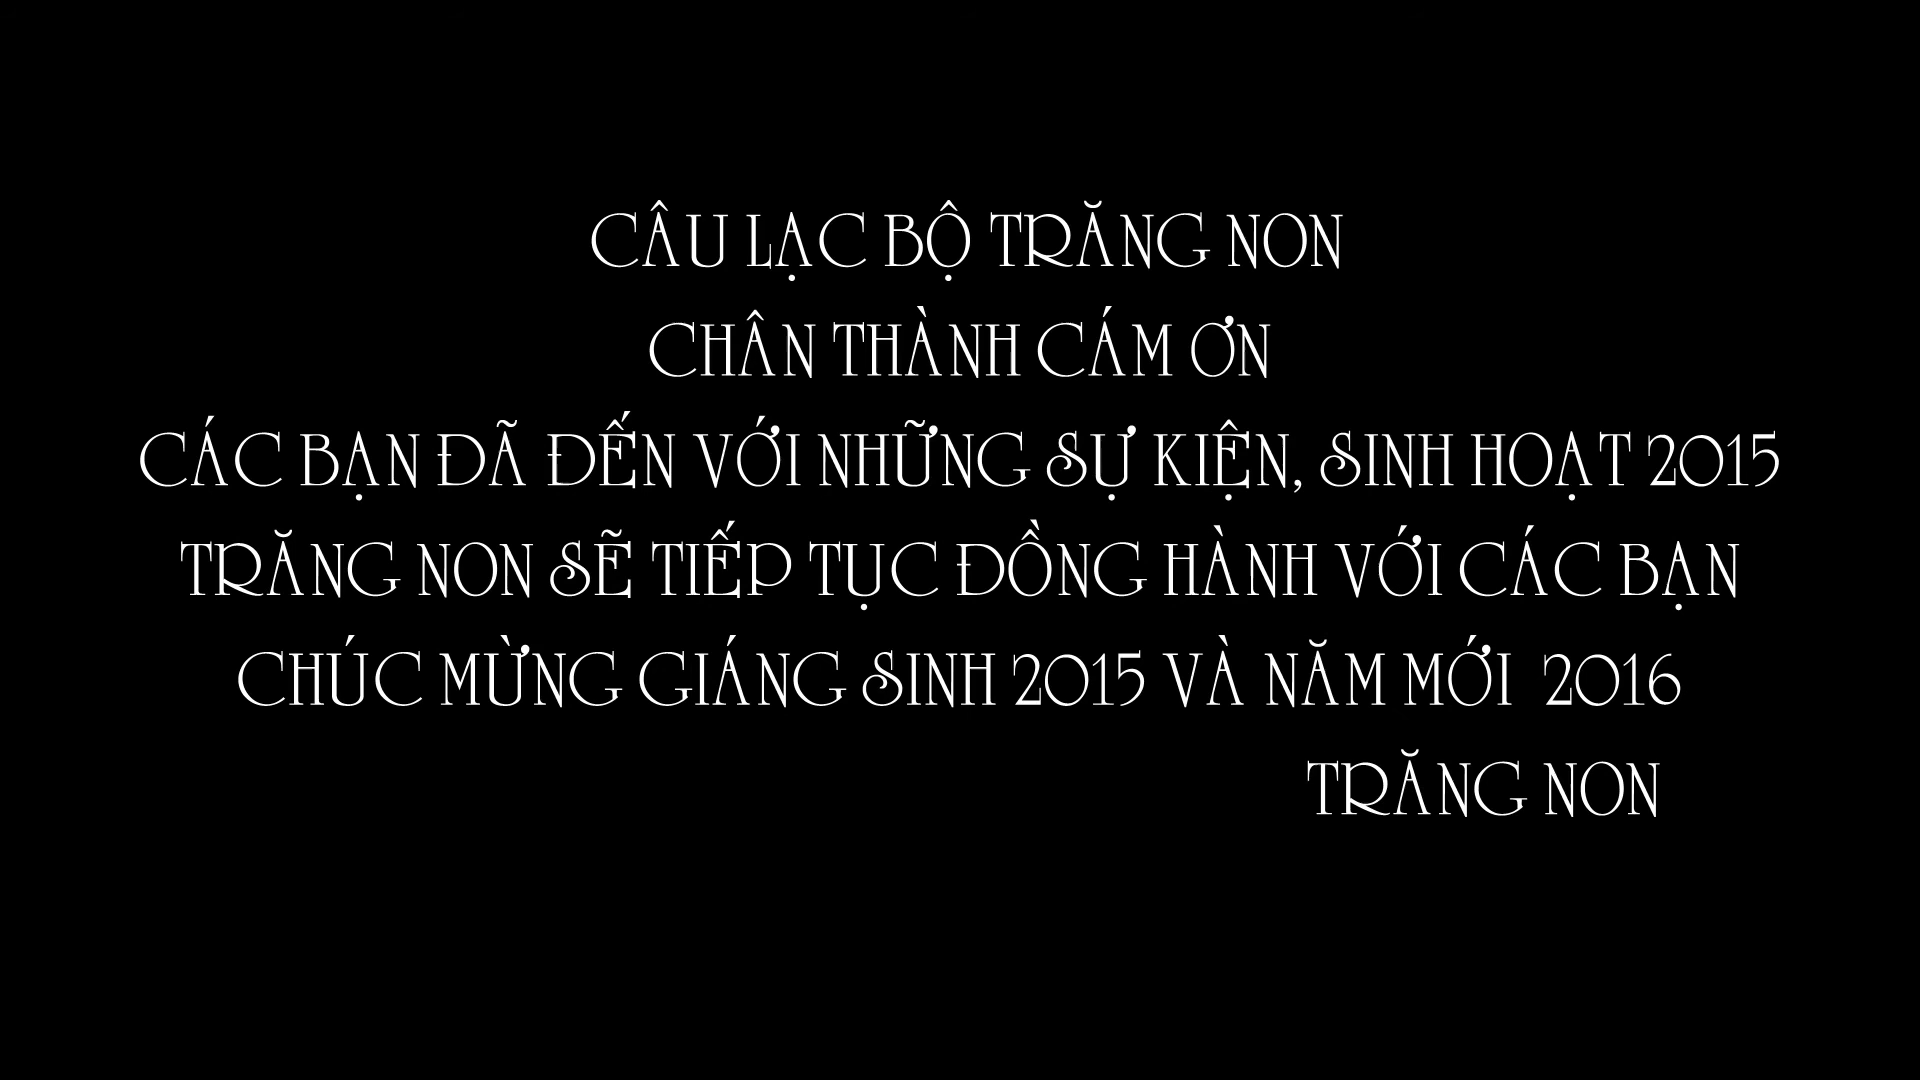 CÂU LẠC BỘ TRĂNG NON
CHÂN THÀNH CÁM ƠN
CÁC BẠN ĐÃ ĐẾN VỚI NHỮNG SỰ KIỆN, SINH HOẠT 2015
TRĂNG NON SẼ TIẾP TỤC ĐỒNG HÀNH VỚI CÁC BẠN
CHÚC MỪNG GIÁNG SINH 2015 VÀ NĂM MỚI 2016
TRĂNG NON